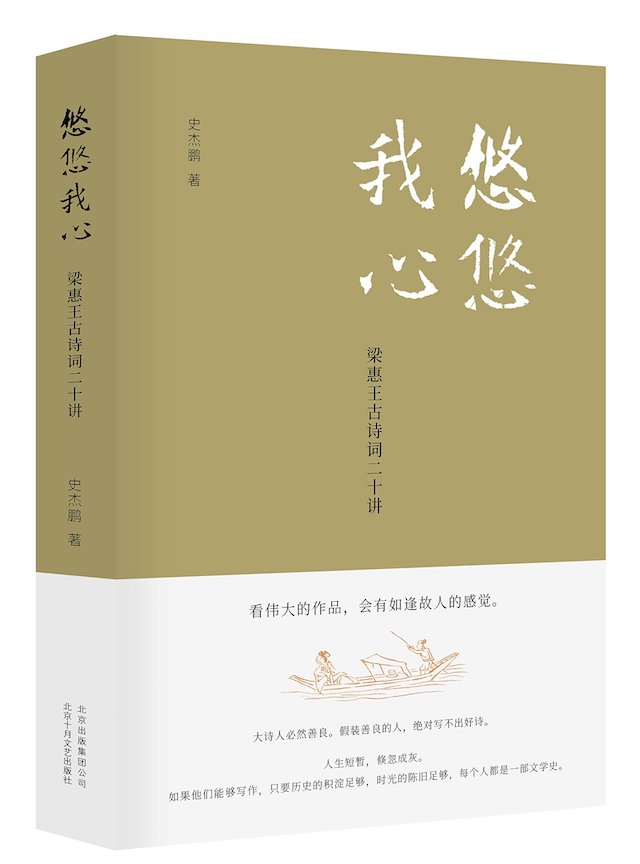 悠悠我心
梁惠王古诗词二十讲
史杰鹏 著
北京出版集团公司
北京十月文艺出版社
悠悠
我心
梁惠王古诗词二十讲
史杰鹏 著
看伟大的作品，会有如逢故人的感觉。
大诗人必然善良。假装善良的人，绝对写不出好诗。
人生短暂，倏忽成灰。
如果他们能够写作，只要历史的积淀足够，时光的陈旧足够，每个人都是一部文学史。